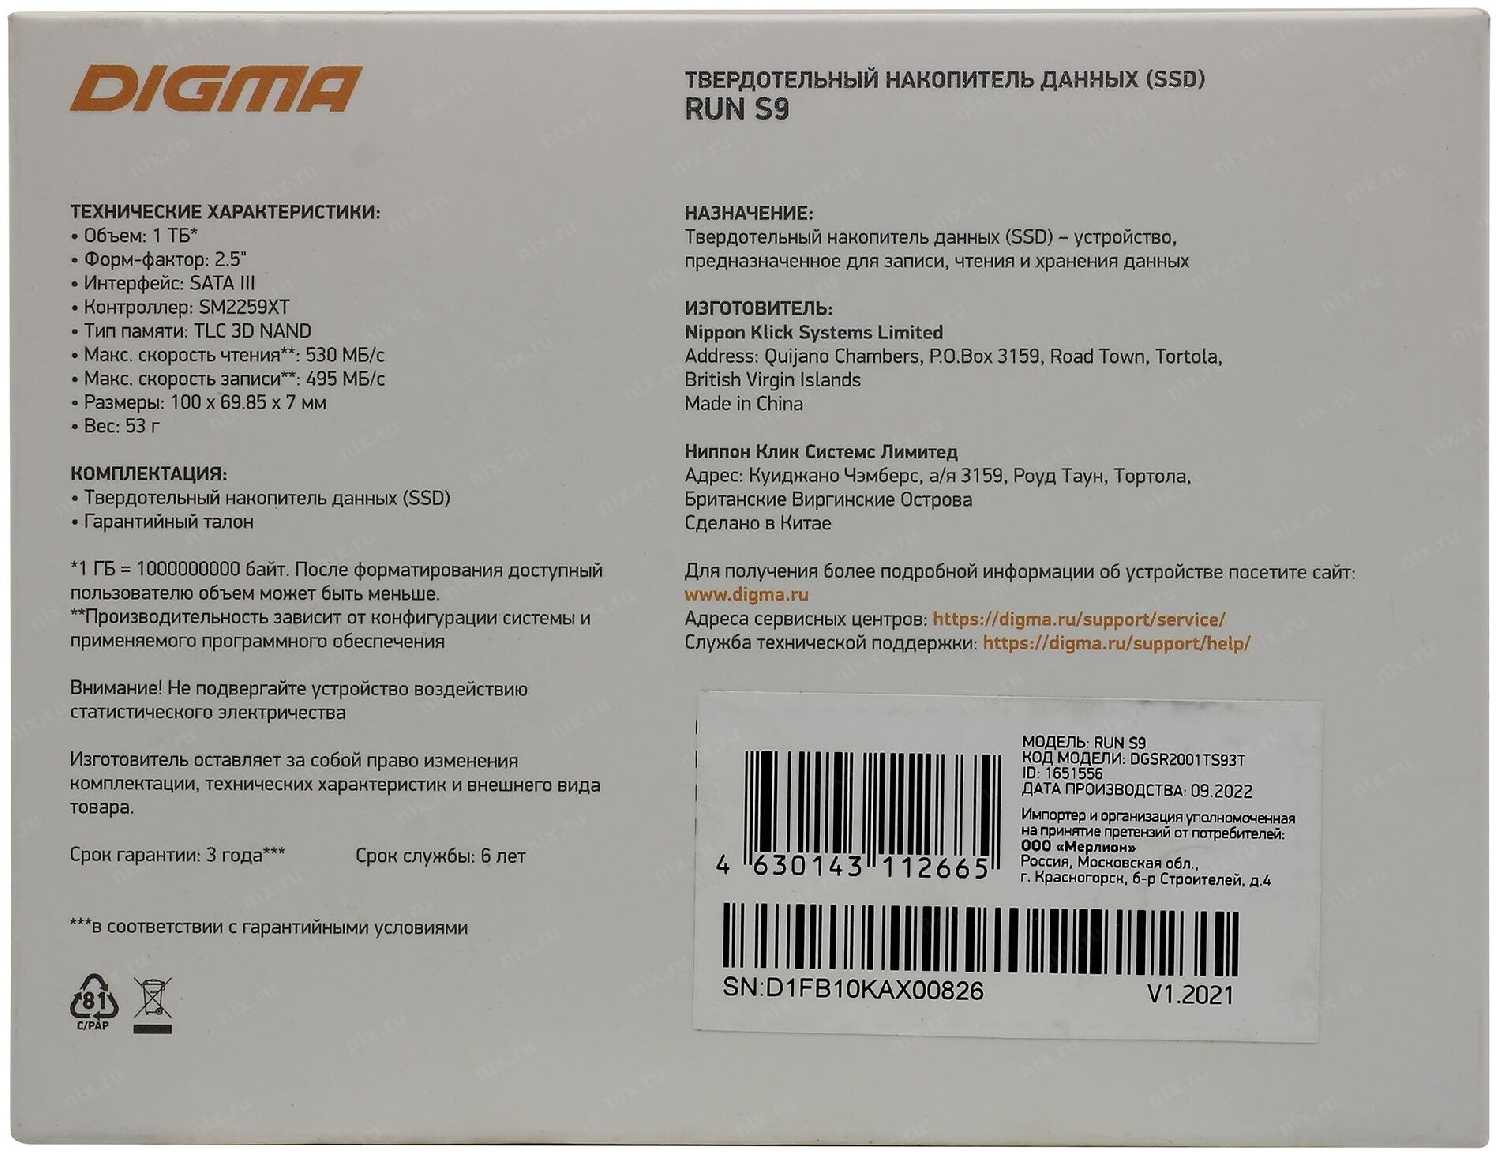 DIGMA
ТВЕРДОТЕЛЬНЫЙ НАКОПИТЕЛЬ ДАННЫХ (SSD)
RUN S9
ТЕХНИЧЕСКИЕ ХАРАКТЕРИСТИКИ:
• Объем: 1 ТБ*
• Форм-фактор: 2.5"
• Интерфейс: SATA III
• Контроллер: SM2259XT
• Тип памяти: TLC 3D NAND
• Макс. скорость чтения**: 530 МБ/с
• Макс. скорость записи**: 495 МБ/с
• Размеры: 100 x 69.85 x 7 мм
• Вес: 53 г
КОМПЛЕКТАЦИЯ:
• Твердотельный накопитель данных (SSD)
• Гарантийный талон
*1 ГБ = 1000000000 байт. После форматирования доступный
пользователю объем может быть меньше.
**Производительность зависит от конфигурации системы и
применяемого программного обеспечения
Внимание! Не подвергайте устройство воздействию
статистического электричества
Изготовитель оставляет за собой право изменения
комплектации, технических характеристик и внешнего вида
товара.
Срок гарантии: 3 года*** Срок службы: 6 лет
***в соответствии с гарантийными условиями
81
C/PAP
НАЗНАЧЕНИЕ:
Твердотельный накопитель данных (SSD) – устройство,
предназначенное для записи, чтения и хранения данных
ИЗГОТОВИТЕЛЬ:
Nippon Klick Systems Limited
Address: Quijano Chambers, P.O.Box 3159, Road Town, Tortola,
British Virgin Islands
Made in China
Ниппон Клик Системс Лимитед
Адрес: Куиджано Чэмберс, а/я 3159, Роуд Таун, Тортола,
Британские Виргинские Острова
Сделано в Китае
Для получения более подробной информации об устройстве посетите сайт:
www.digma.ru
Адреса сервисных центров: https://digma.ru/support/service/
Служба технической поддержки: https://digma.ru/support/help/
МОДЕЛЬ: RUN S9
КОД МОДЕЛИ: DGSR2001TS93T
ID: 1651556
ДАТА ПРОИЗВОДСТВА: 09.2022
Импортер и организация уполномоченная
на принятие претензий от потребителей:
ООО «Мерлион»
Россия, Московская обл.,
г. Красногорск, б-р Строителей, д.4
4 630143 112665
SN:D1FB10KAX00826 V1.2021
nix.ru